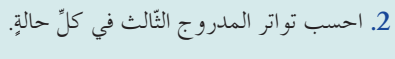 2. احسب تواتر المدروج الثّالث في كلِّ حالةٍ.